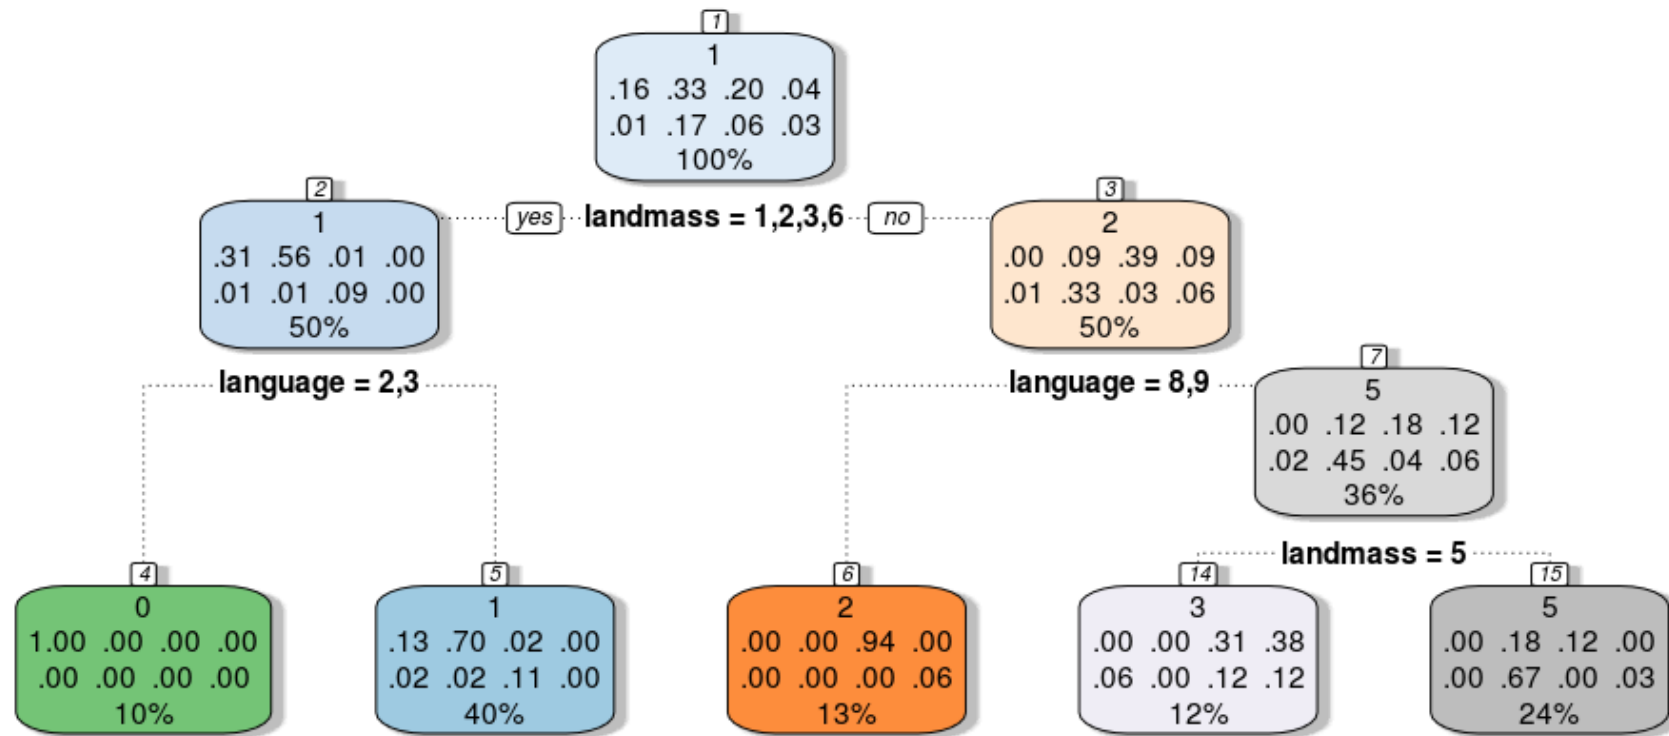 1
1
.16 .33 .20 .04
.01 .17 .06 .03
100%
yes landmass = 1,2,3,6 no
2
1
.31 .56 .01 .00
.01 .01 .09 .00
50%
3
2
.00 .09 .39 .09
.01 .33 .03 .06
50%
language = 2,3
language = 8,9
7
5
.00 .12 .18 .12
.02 .45 .04 .06
36%
landmass = 5
4
0
1.00 .00 .00 .00
.00 .00 .00 .00
10%
5
1
.13 .70 .02 .00
.02 .02 .11 .00
40%
6
2
.00 .00 .94 .00
.00 .00 .00 .06
13%
14
3
.00 .00 .31 .38
.06 .00 .12 .12
12%
15
5
.00 .18 .12 .00
.00 .67 .00 .03
24%